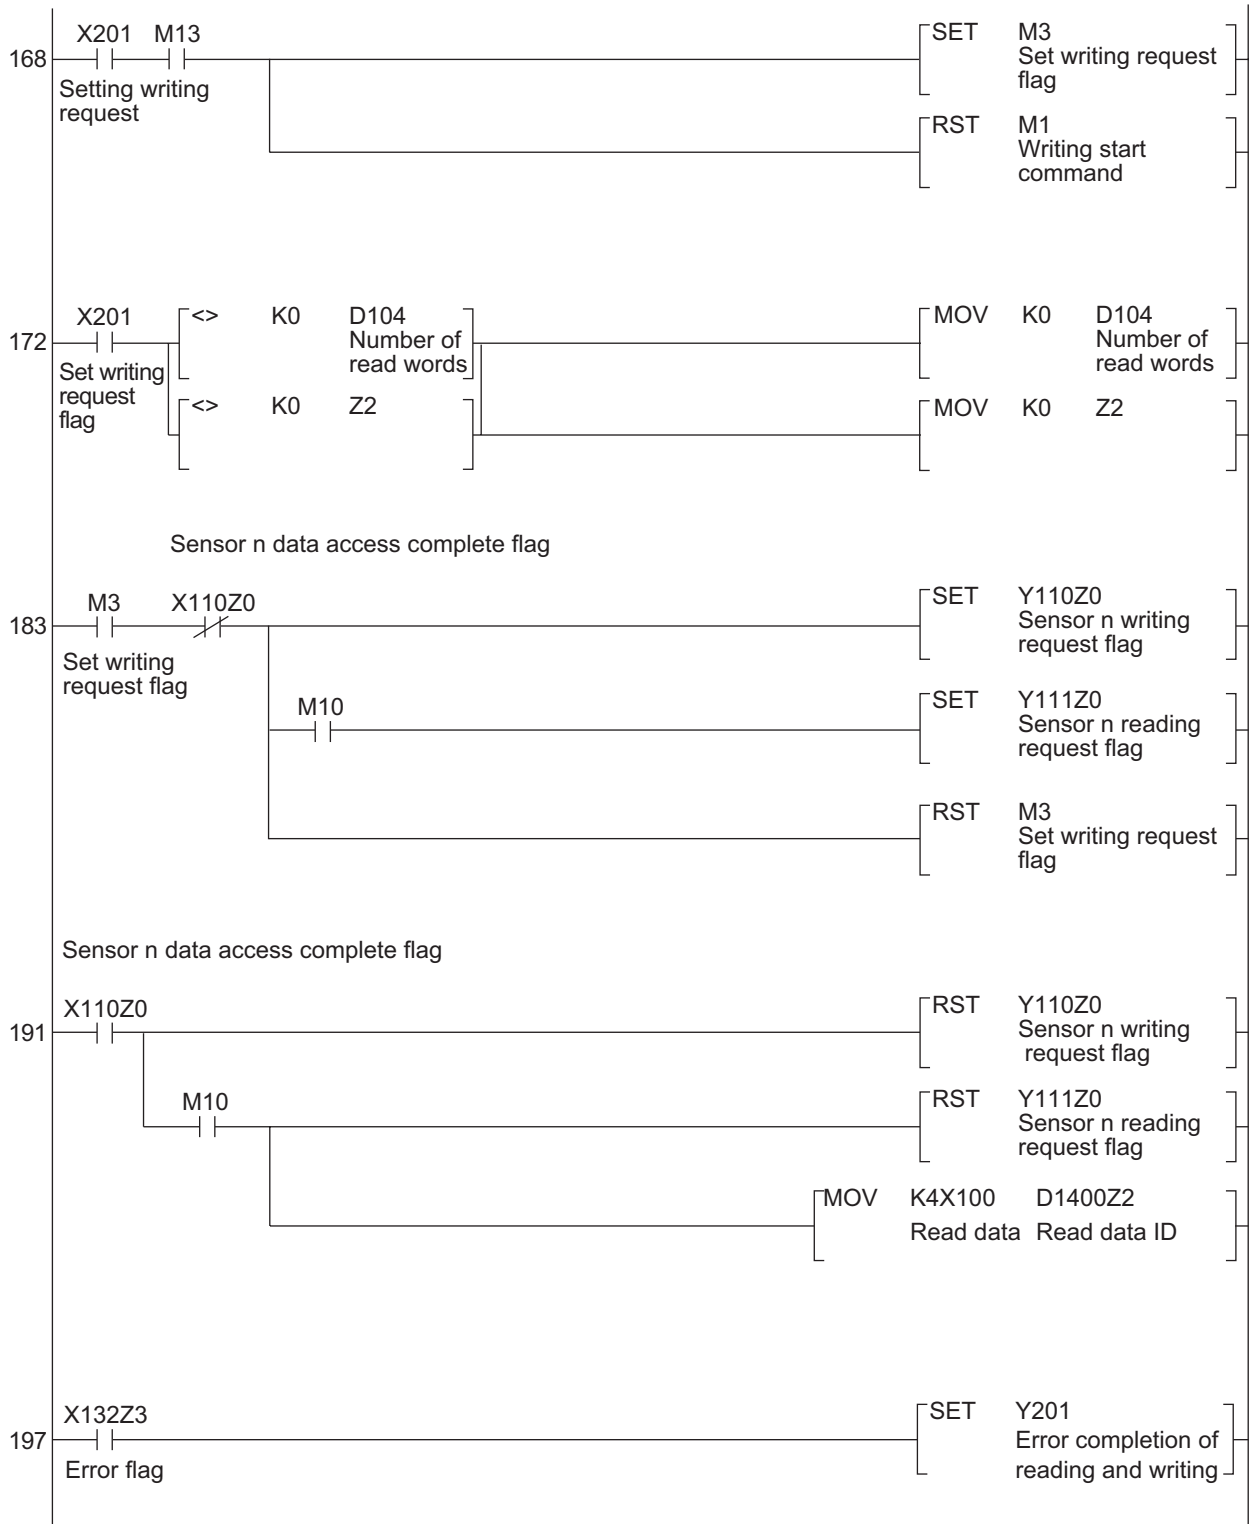 X201 M13
168
Setting writing
request
SET M3
Set writing request
flag
RST M1
Writing start
command
X201
172
Set writing
request
flag
<> K0 D104
Number of
read words
<> K0 Z2
MOV K0 D104
Number of
read words
MOV K0 Z2
Sensor n data access complete flag
M3 X110Z0
183
Set writing
request flag
SET Y110Z0
Sensor n writing
request flag
M10
SET Y111Z0
Sensor n reading
request flag
RST M3
Set writing request
flag
Sensor n data access complete flag
X110Z0
191
RST Y110Z0
Sensor n writing
request flag
M10
RST Y111Z0
Sensor n reading
request flag
MOV K4X100 D1400Z2
Read data Read data ID
X132Z3
197
Error flag
SET Y201
Error completion of
reading and writing